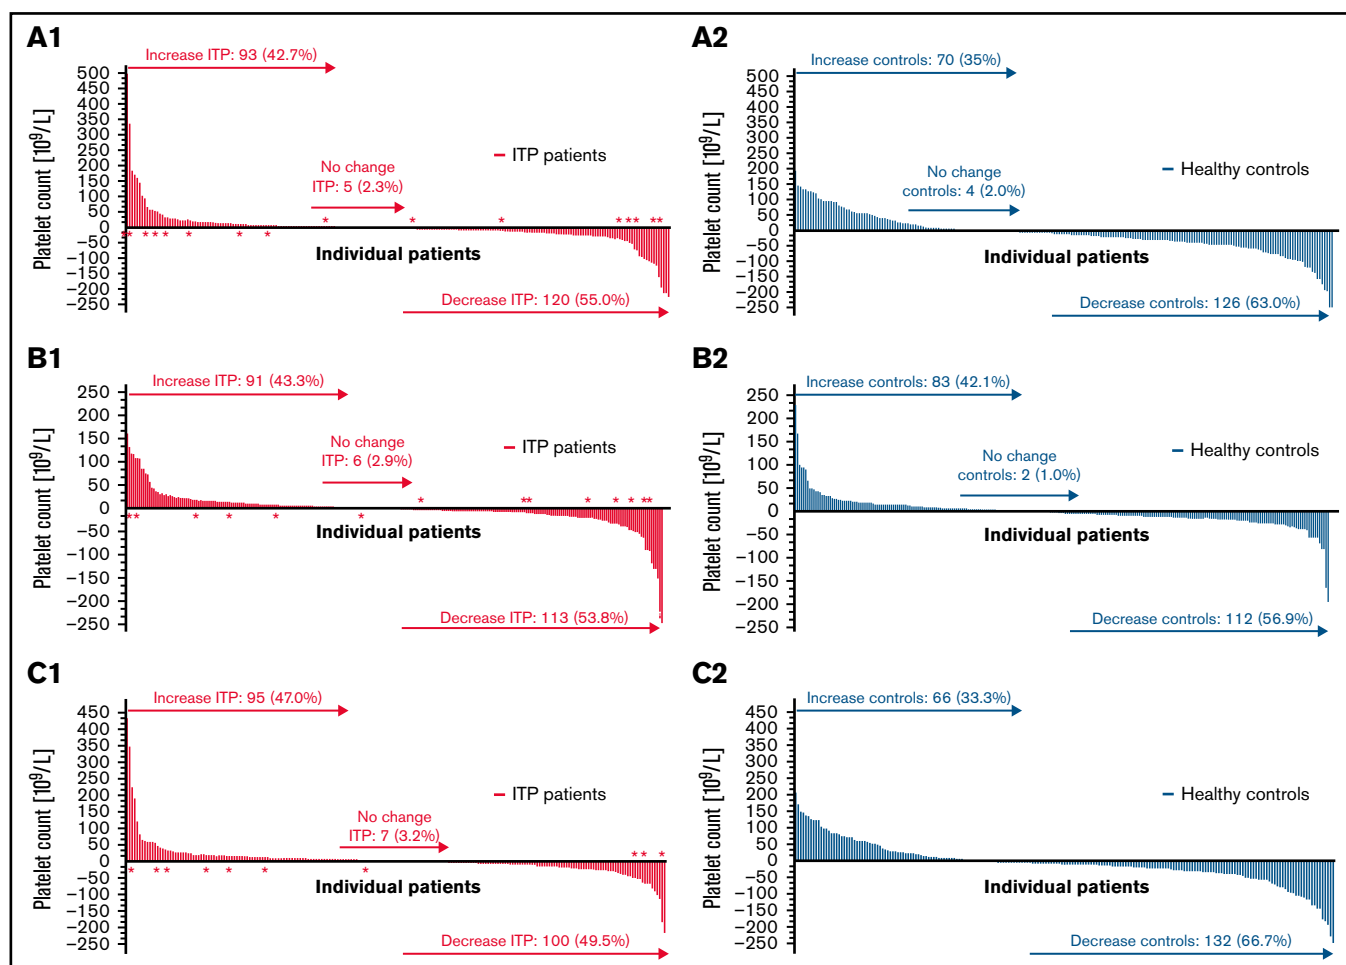 A1
Increase ITP: 93 (42.7%)
Platelet count [10⁹/L]
500
450
400
350
300
250
200
150
100
50
0
−50
−100
−150
−200
−250
No change
ITP: 5 (2.3%)
ITP patients
* * * * * * * *
* * * * * * * *
Individual patients
Decrease ITP: 120 (55.0%)
A2
Increase controls: 70 (35%)
Platelet count [10⁹/L]
500
450
400
350
300
250
200
150
100
50
0
−50
−100
−150
−200
−250
No change
controls: 4 (2.0%)
Healthy controls
Individual patients
Decrease controls: 126 (63.0%)
B1
Increase ITP: 91 (43.3%)
Platelet count [10⁹/L]
250
200
150
100
50
0
−50
−100
−150
−200
−250
No change
ITP: 6 (2.9%)
ITP patients
* ** * * * **
** * * * *
Individual patients
Decrease ITP: 113 (53.8%)
B2
Increase controls: 83 (42.1%)
Platelet count [10⁹/L]
250
200
150
100
50
0
−50
−100
−150
−200
−250
No change
controls: 2 (1.0%)
Healthy controls
Individual patients
Decrease controls: 112 (56.9%)
C1
Increase ITP: 95 (47.0%)
Platelet count [10⁹/L]
450
400
350
300
250
200
150
100
50
0
−50
−100
−150
−200
−250
No change
ITP: 7 (3.2%)
ITP patients
* * *
* * * * * * *
Individual patients
Decrease ITP: 100 (49.5%)
C2
Increase controls: 66 (33.3%)
Platelet count [10⁹/L]
450
400
350
300
250
200
150
100
50
0
−50
−100
−150
−200
−250
Healthy controls
Individual patients
Decrease controls: 132 (66.7%)